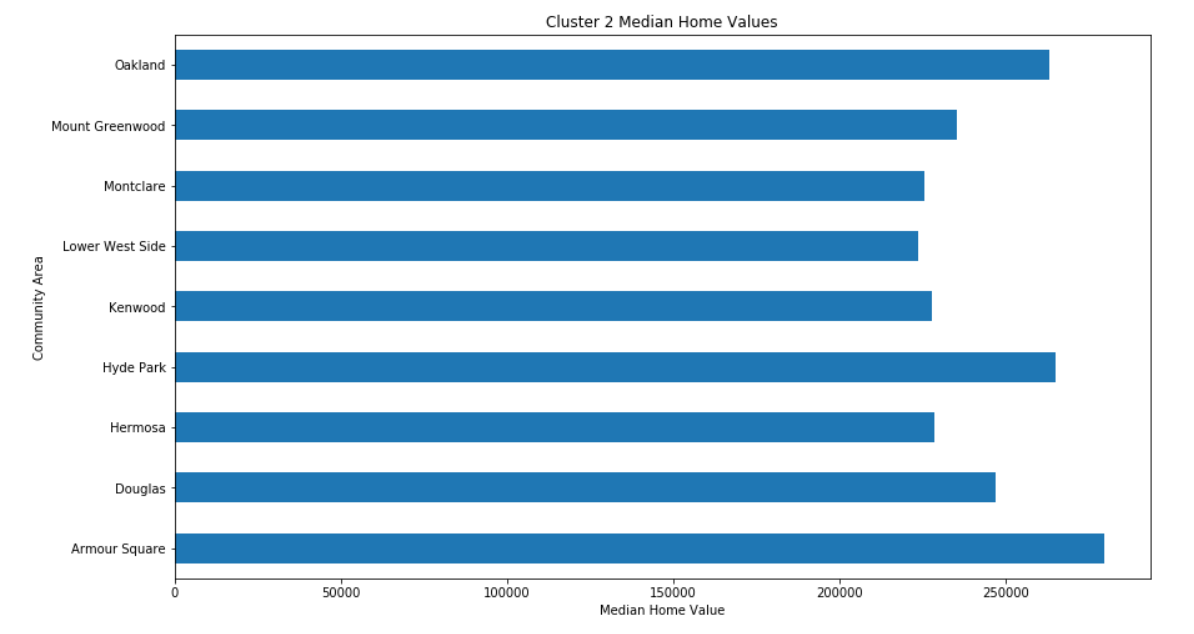 Cluster 2 Median Home Values
Oakland
Mount Greenwood
Montclare
Lower West Side
Kenwood
Hyde Park
Hermosa
Douglas
Armour Square
Community Area
0 50000 100000 150000 200000 250000
Median Home Value